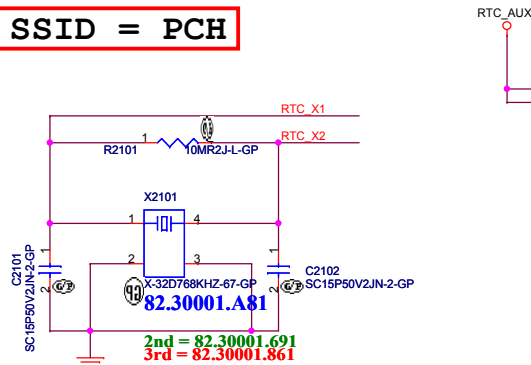 SSID = PCH
RTC_AUX
RTC_X1
RTC_X2
1
R2101
10MR2J-L-GP
X2101
1
4
2
3
C2101
SC15P50V2JN-2-GP
1
2
X-32D768KHZ-67-GP
82.30001.A81
1
2
C2102
SC15P50V2JN-2-GP
2nd = 82.30001.691
3rd = 82.30001.861